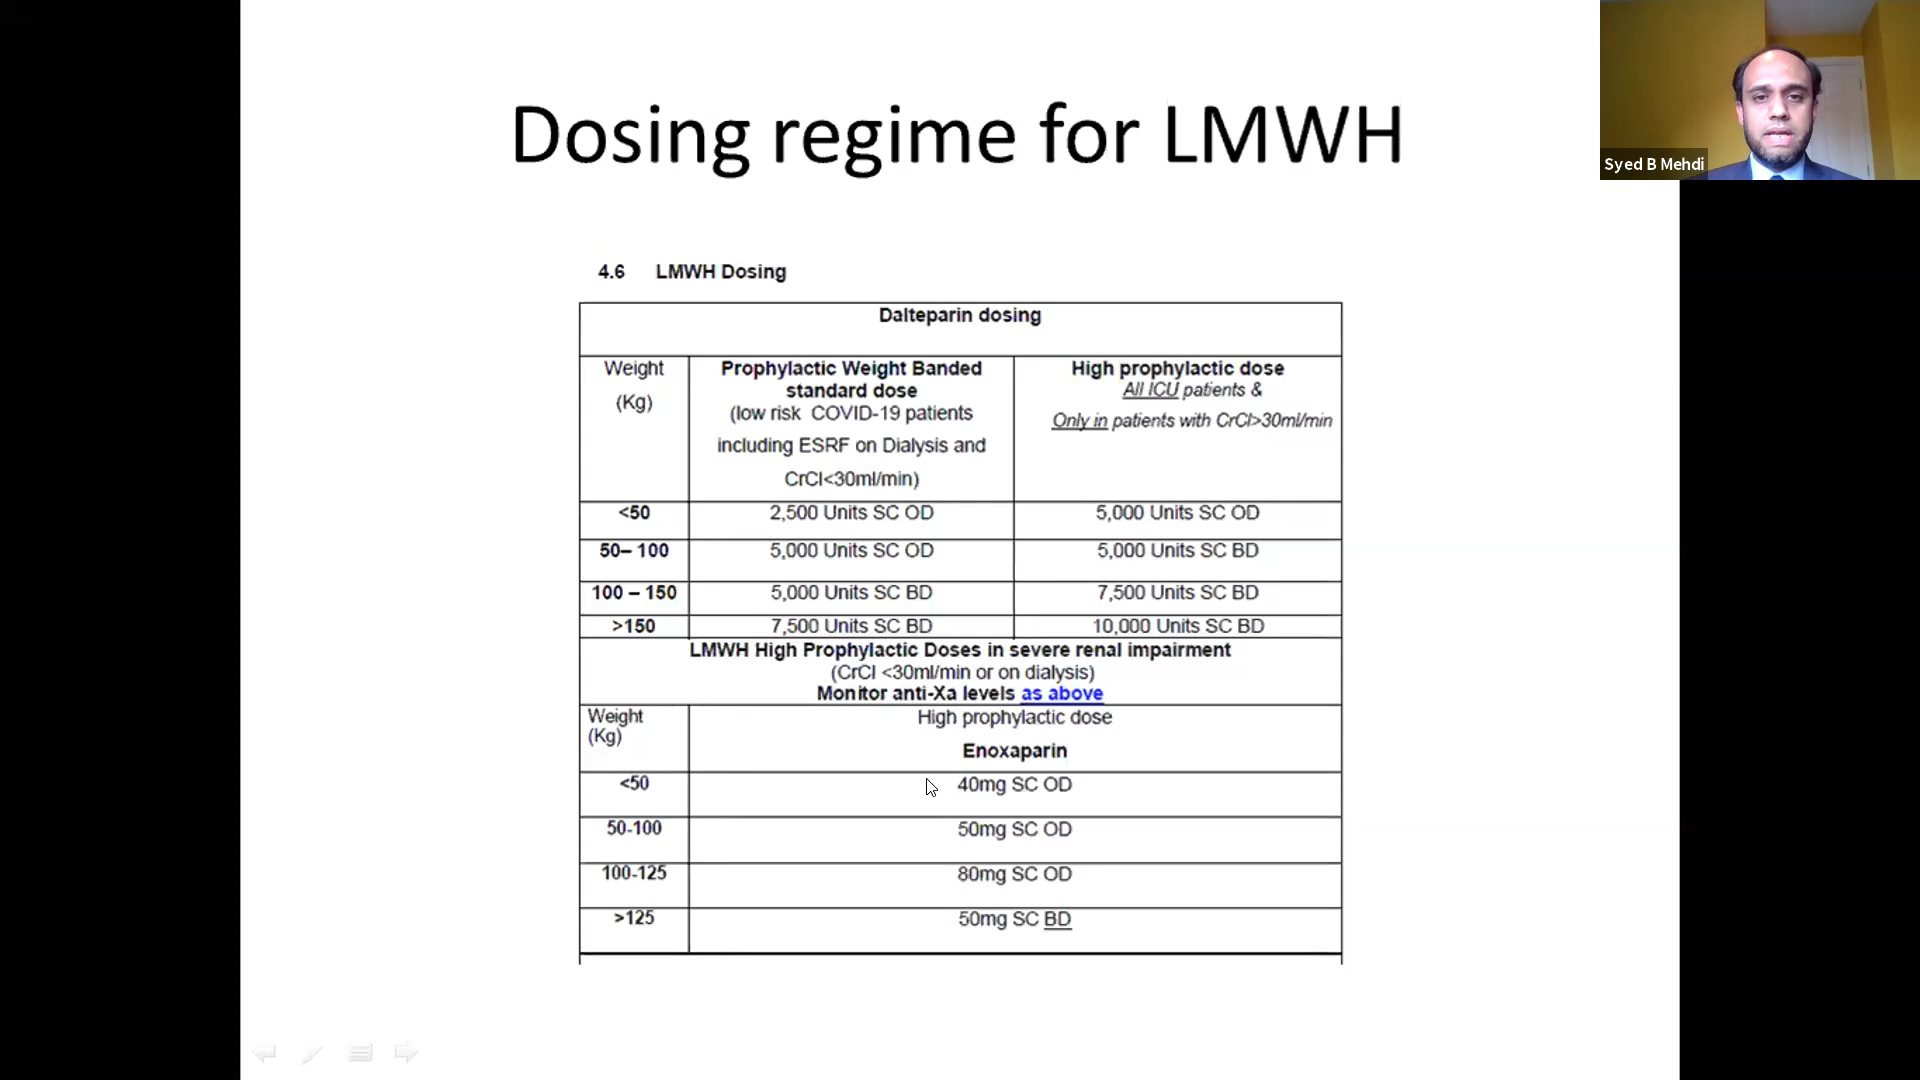 Dosing regime for LMWH
Syed B Mehdi
4.6 LMWH Dosing
Dalteparin dosing
Weight
(Kg)
Prophylactic Weight Banded
standard dose
(low risk COVID-19 patients
including ESRF on Dialysis and
CrCl<30ml/min)
High prophylactic dose
All ICU patients &
Only in patients with CrCl>30ml/min
<50 2,500 Units SC OD 5,000 Units SC OD
50– 100 5,000 Units SC OD 5,000 Units SC BD
100 – 150 5,000 Units SC BD 7,500 Units SC BD
>150 7,500 Units SC BD 10,000 Units SC BD
LMWH High Prophylactic Doses in severe renal impairment
(CrCl <30ml/min or on dialysis)
Monitor anti-Xa levels as above
Weight
(Kg)
High prophylactic dose
Enoxaparin
<50 40mg SC OD
50-100 50mg SC OD
100-125 80mg SC OD
>125 50mg SC BD